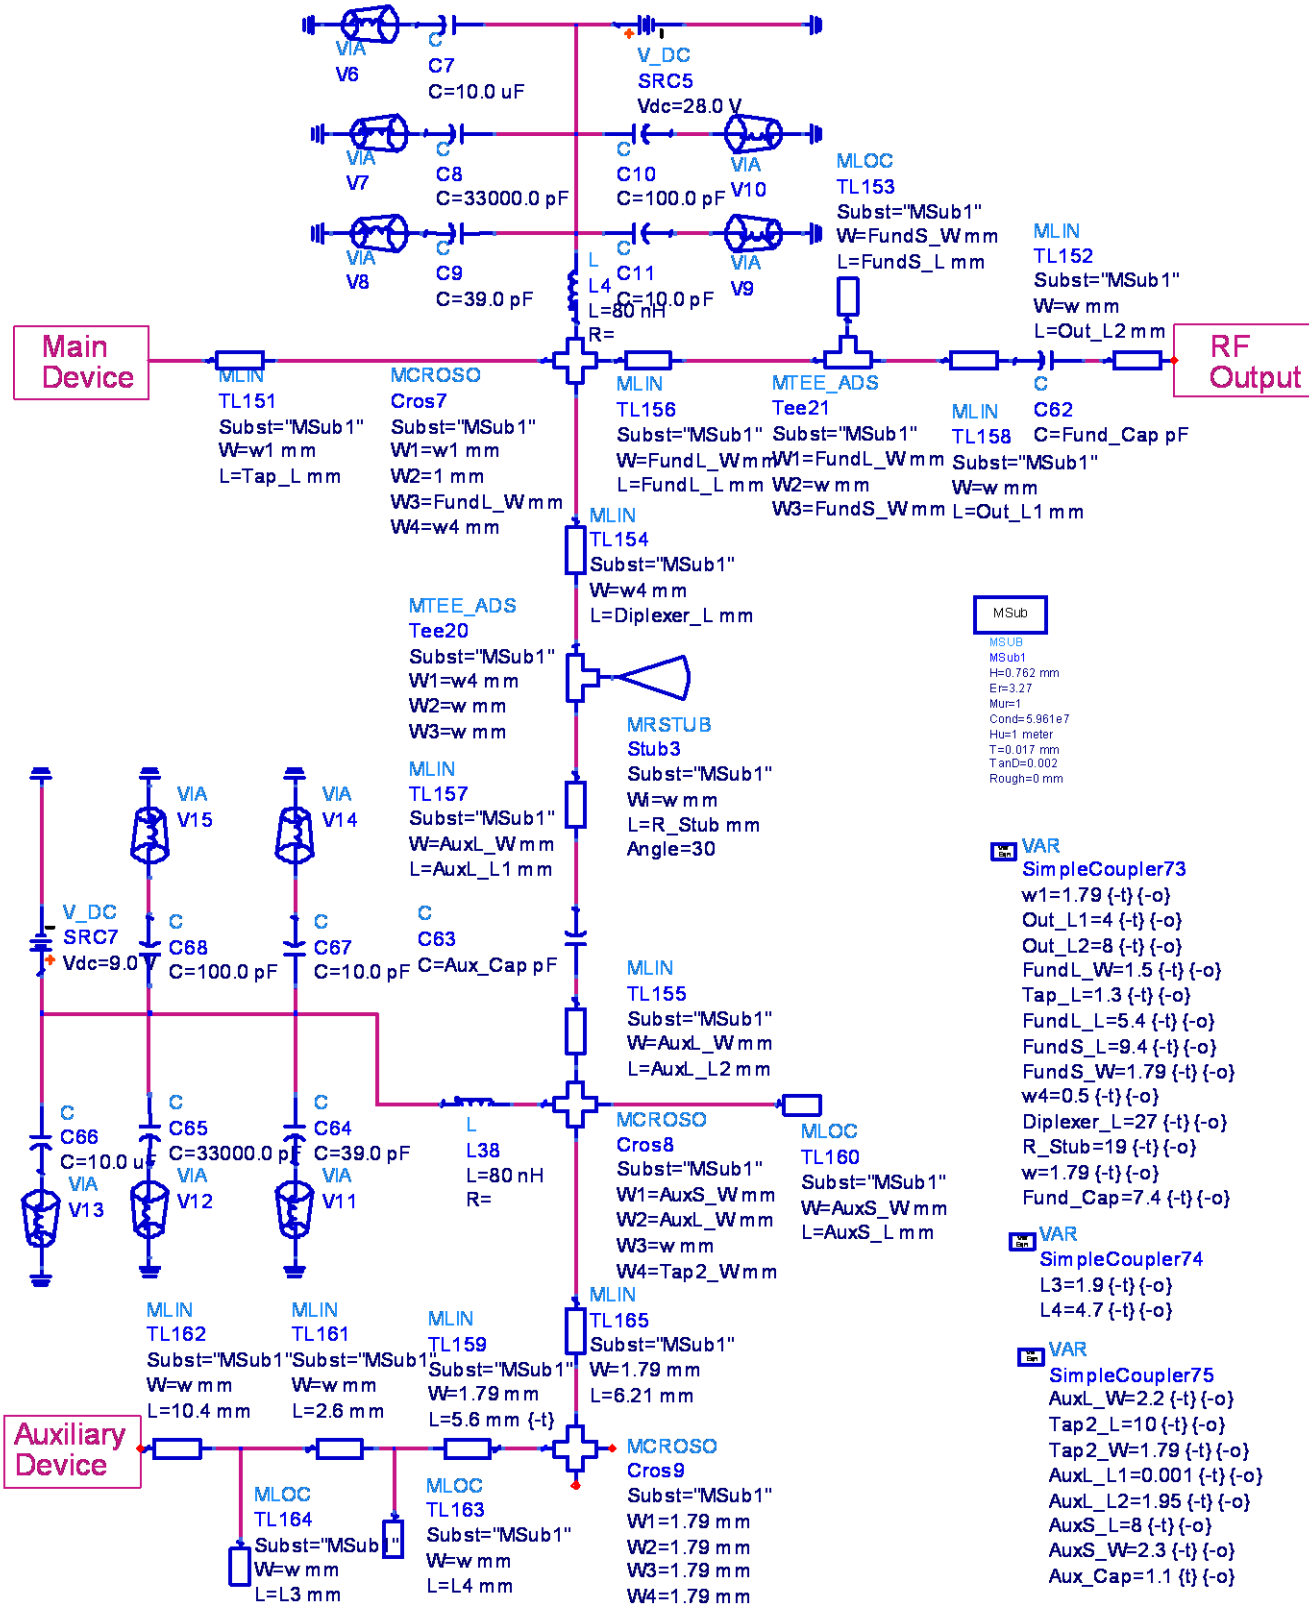 VIA
V6
C
C7
C=10.0 uF
V_DC
SRC5
Vdc=28.0 V
VIA
V7
C
C8
C=33000.0 pF
C
C10
C=100.0 pF
VIA
V10
MLOC
TL153
Subst="MSub1"
W=FundS_W mm
L=FundS_L mm
VIA
V8
C
C9
C=39.0 pF
L
L4
L=80 nH
R=
C
C11
C=10.0 pF
VIA
V9
MLIN
TL152
Subst="MSub1"
W=w mm
L=Out_L2 mm
Main
Device
RF
Output
MLIN
TL151
Subst="MSub1"
W=w1 mm
L=Tap_L mm
MCROSO
Cros7
Subst="MSub1"
W1=w1 mm
W2=1 mm
W3=FundL_W mm
W4=w4 mm
MLIN
TL156
Subst="MSub1"
W=FundL_W mm
L=FundL_L mm
MTEE_ADS
Tee21
Subst="MSub1"
W1=FundL_W mm
W2=w mm
W3=FundS_W mm
MLIN
TL158
Subst="MSub1"
W=w mm
L=Out_L1 mm
C
C62
C=Fund_Cap pF
MLIN
TL154
Subst="MSub1"
W=w4 mm
L=Diplexer_L mm
MTEE_ADS
Tee20
Subst="MSub1"
W1=w4 mm
W2=w mm
W3=w mm
MSub
MSUB
MSub1
H=0.762 mm
Er=3.27
Mur=1
Cond=5.961e7
Hu=1 meter
T=0.017 mm
TanD=0.002
Rough=0 mm
MRSTUB
Stub3
Subst="MSub1"
Wi=w mm
L=R_Stub mm
Angle=30
MLIN
TL157
Subst="MSub1"
W=AuxL_W mm
L=AuxL_L1 mm
VIA
V15
VIA
V14
V_DC
SRC7
Vdc=9.0 V
C
C68
C=100.0 pF
C
C67
C=10.0 pF
C
C63
C=Aux_Cap pF
MLIN
TL155
Subst="MSub1"
W=AuxL_W mm
L=AuxL_L2 mm
VAR
SimpleCoupler73
w1=1.79 {-t} {-o}
Out_L1=4 {-t} {-o}
Out_L2=8 {-t} {-o}
FundL_W=1.5 {-t} {-o}
Tap_L=1.3 {-t} {-o}
FundL_L=5.4 {-t} {-o}
FundS_L=9.4 {-t} {-o}
FundS_W=1.79 {-t} {-o}
w4=0.5 {-t} {-o}
Diplexer_L=27 {-t} {-o}
R_Stub=19 {-t} {-o}
w=1.79 {-t} {-o}
Fund_Cap=7.4 {-t} {-o}
C
C66
C=10.0 uF
VIA
V13
C
C65
C=33000.0 pF
VIA
V12
C
C64
C=39.0 pF
VIA
V11
L
L38
L=80 nH
R=
MCROSO
Cros8
Subst="MSub1"
W1=AuxS_W mm
W2=AuxL_W mm
W3=w mm
W4=Tap2_W mm
MLOC
TL160
Subst="MSub1"
W=AuxS_W mm
L=AuxS_L mm
VAR
SimpleCoupler74
L3=1.9 {-t} {-o}
L4=4.7 {-t} {-o}
MLIN
TL162
Subst="MSub1"
W=w mm
L=10.4 mm
MLIN
TL161
Subst="MSub1"
W=w mm
L=2.6 mm
MLIN
TL159
Subst="MSub1"
W=1.79 mm
L=5.6 mm {-t}
MLIN
TL165
Subst="MSub1"
W=1.79 mm
L=6.21 mm
VAR
SimpleCoupler75
AuxL_W=2.2 {-t} {-o}
Tap2_L=10 {-t} {-o}
Tap2_W=1.79 {-t} {-o}
AuxL_L1=0.001 {-t} {-o}
AuxL_L2=1.95 {-t} {-o}
AuxS_L=8 {-t} {-o}
AuxS_W=2.3 {-t} {-o}
Aux_Cap=1.1 {t} {-o}
Auxiliary
Device
MLOC
TL164
Subst="MSub1"
W=w mm
L=L3 mm
MLOC
TL163
Subst="MSub1"
W=w mm
L=L4 mm
MCROSO
Cros9
Subst="MSub1"
W1=1.79 mm
W2=1.79 mm
W3=1.79 mm
W4=1.79 mm